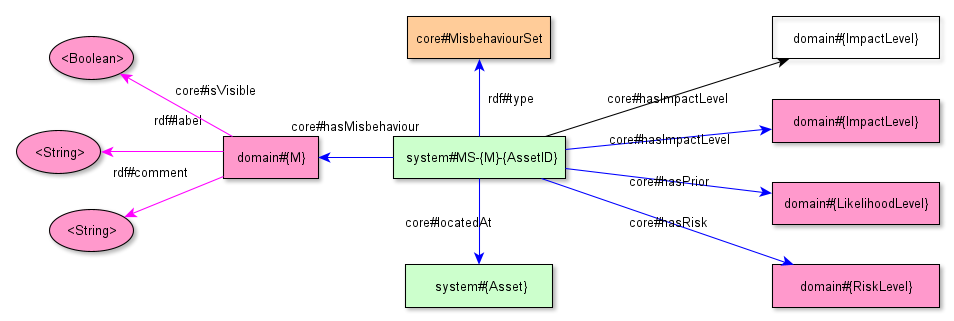 core#MisbehaviourSet
domain#{ImpactLevel}
<Boolean>
core#isVisible
rdf#type
core#hasImpactLevel
rdf#label
core#hasMisbehaviour
domain#{ImpactLevel}
core#hasImpactLevel
<String>
domain#{M}
system#MS-{M}-{AssetID}
rdf#comment
core#hasPrior
domain#{LikelihoodLevel}
<String>
core#locatedAt
core#hasRisk
system#{Asset}
domain#{RiskLevel}